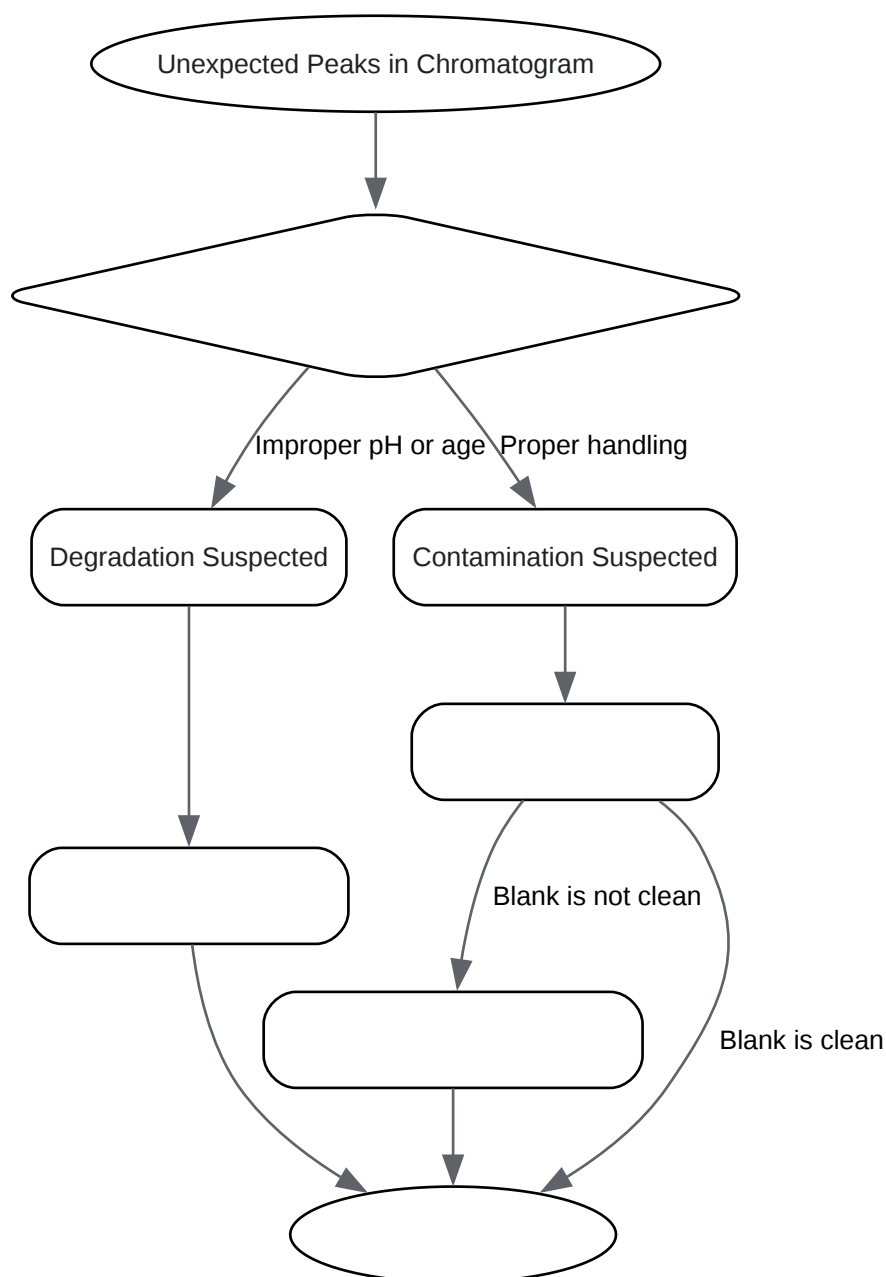 Unexpected Peaks in Chromatogram
Improper pH or age
Proper handling
Degradation Suspected
Contamination Suspected
Blank is not clean
Blank is clean